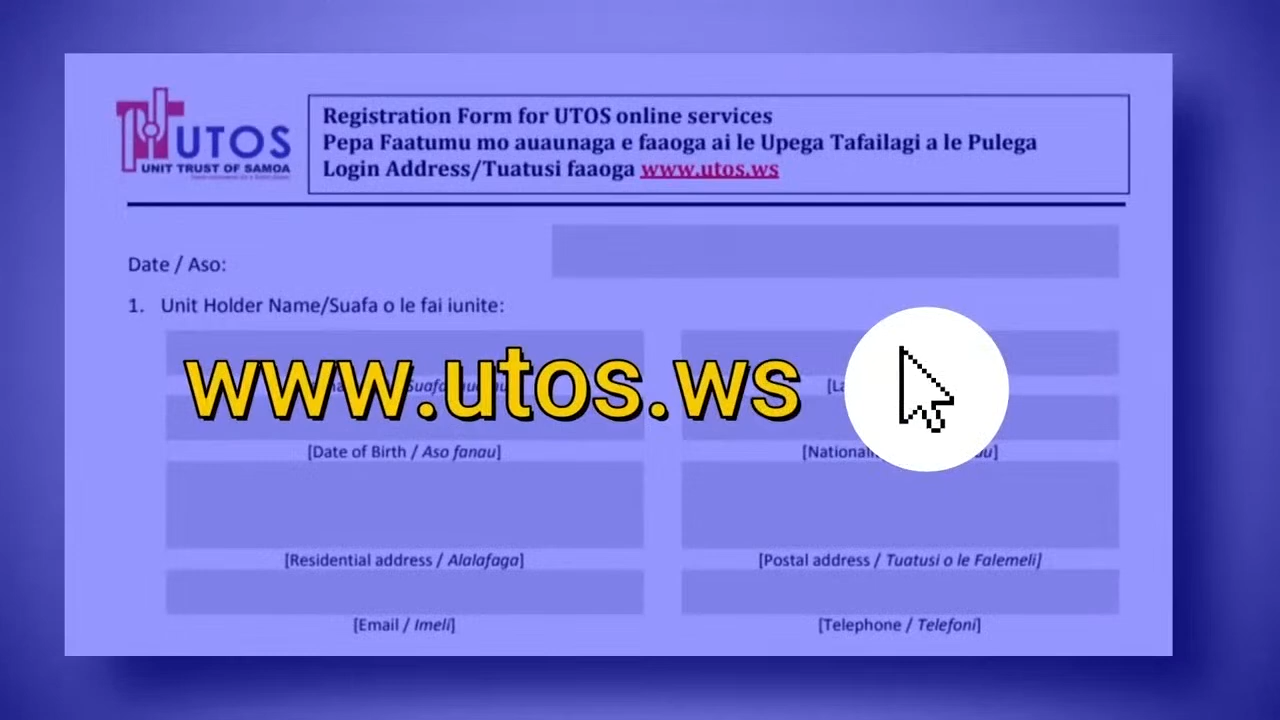 UTOS
UNIT TRUST OF SAMOA
Registration Form for UTOS online services
Pepa Faatumu mo auaunaga e faaoga ai le Upega Tafailagi a le Pulega
Login Address/Tuatusi faaoga www.utos.ws
Date / Aso:
1. Unit Holder Name/Suafa o le fai iunite:
www.utos.ws
[Date of Birth / Aso fanau]
[Residential address / Alalafaga]
[Postal address / Tuatusi o le Falemeli]
[Email / Imeli]
[Telephone / Telefoni]